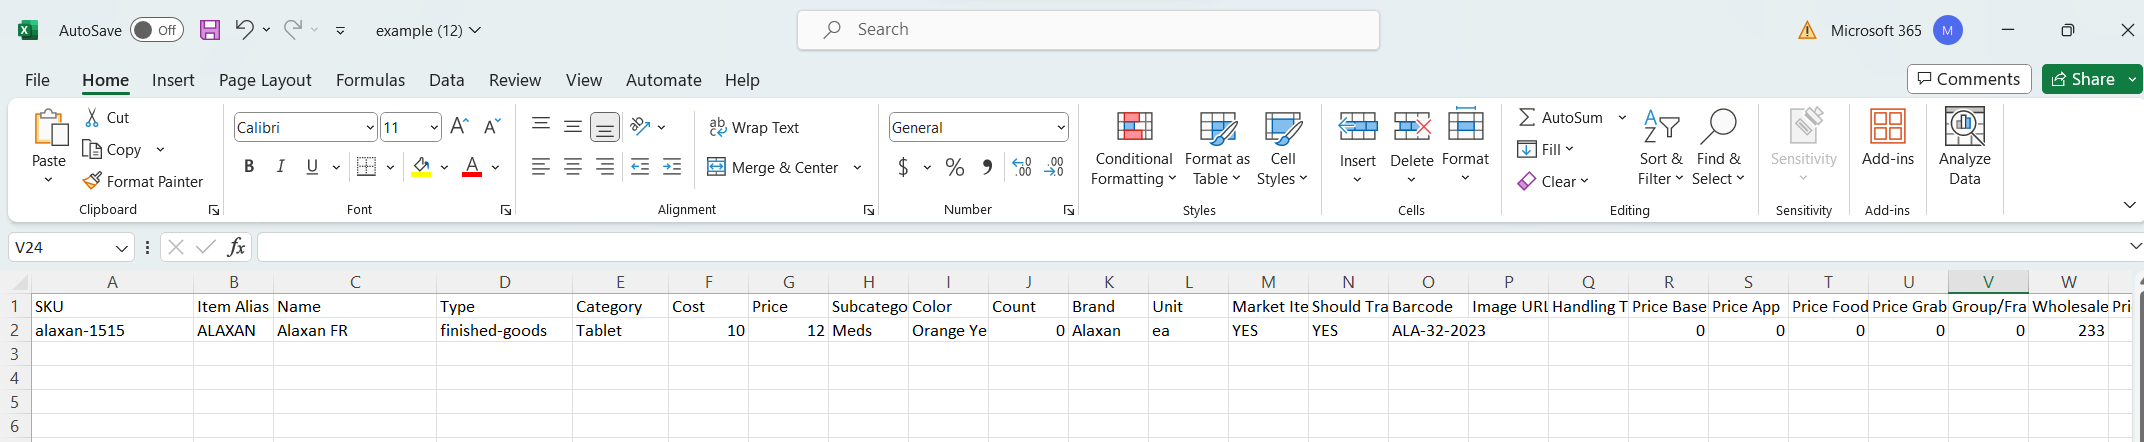 AutoSave Off example (12) Search Microsoft 365 M
File Home Insert Page Layout Formulas Data Review View Automate Help Comments Share
Paste
Cut
Copy
Format Painter
Clipboard
Calibri 11
B I U A
Font
ab Wrap Text
Merge & Center
Alignment
General
$ % 9 .00 .00
Number
Conditional Formatting
Format as Table
Cell Styles
Styles
Insert Delete Format
Cells
AutoSum
Fill
Clear
Sort & Filter
Find & Select
Editing
Sensitivity
Sensitivity
Add-ins
Add-ins
Analyze Data
V24 fx
A B C D E F G H I J K L M N O P Q R S T U V W
1 SKU Item Alias Name Type Category Cost Price Subcatego Color Count Brand Unit Market Ite Should Tra Barcode Image URL Handling T Price Base Price App Price Food Price Grab Group/Fra Wholesale Pri
2 alaxan-1515 ALAXAN Alaxan FR finished-goods Tablet 10 12 Meds Orange Ye 0 Alaxan ea YES YES ALA-32-2023 0 0 0 0 0 233
3
4
5
6